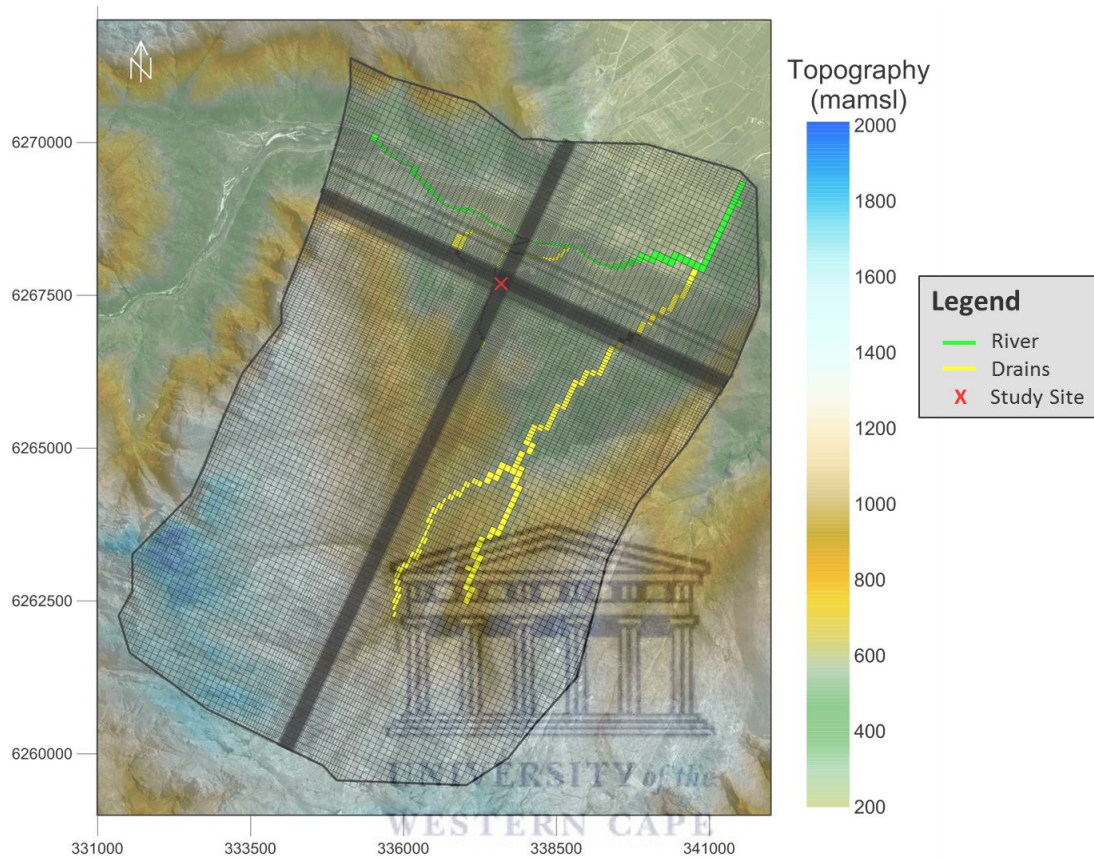 N
Topography
(mamsl)
2000
1800
1600
1400
1200
1000
800
600
400
200
6270000
6267500
6265000
6262500
6260000
331000
333500
336000
338500
341000
Legend
River
Drains
X Study Site
UNIVERSITY of the
WESTERN CAPE